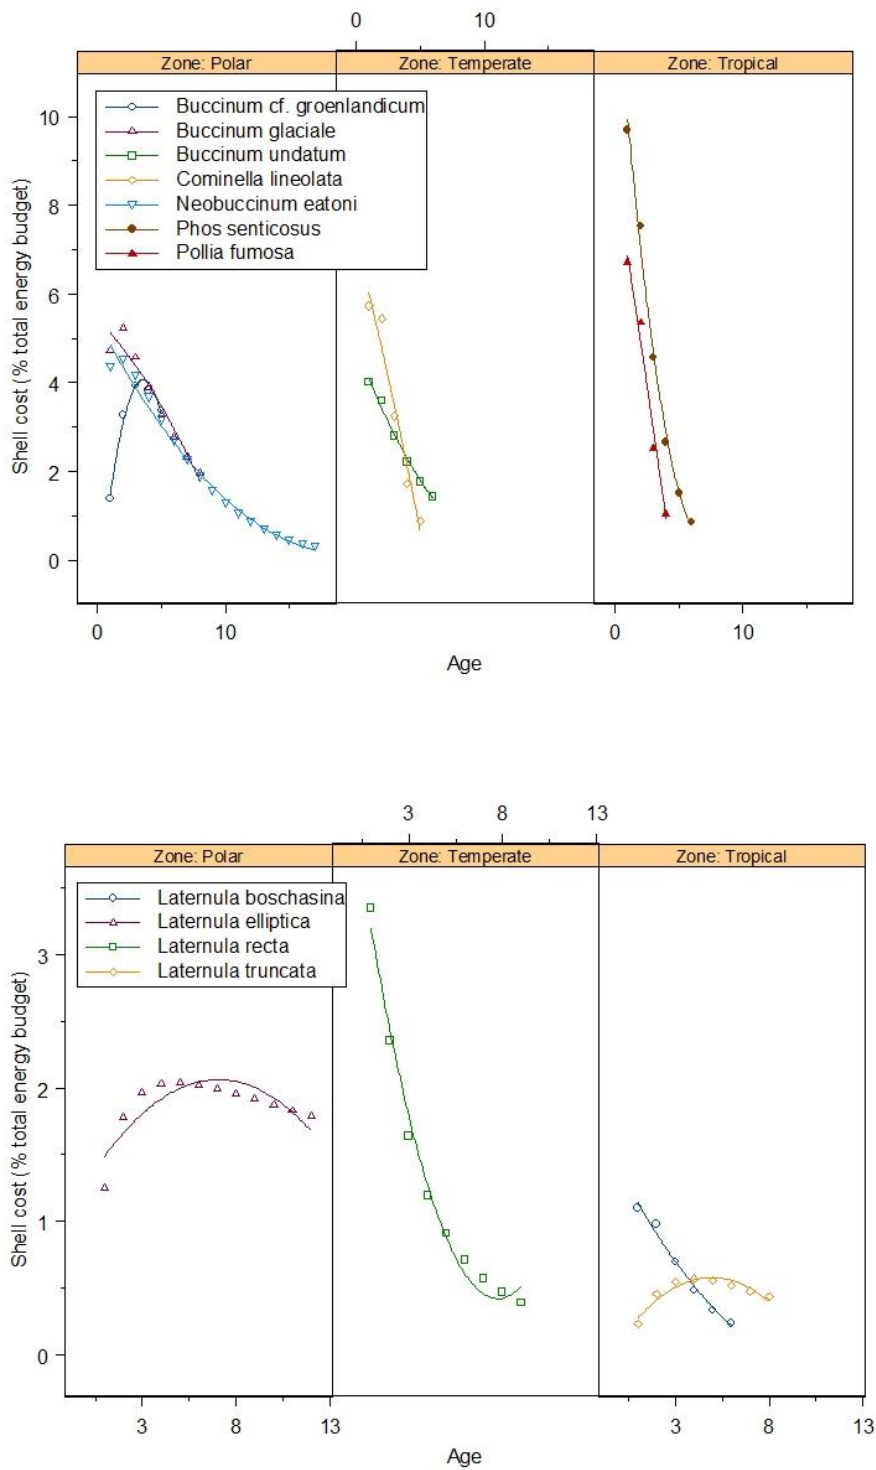 0 10
Zone: Polar Zone: Temperate Zone: Tropical
Buccinum cf. groenlandicum
Buccinum glaciale
Buccinum undatum
Cominella lineolata
Neobuccinum eatoni
Phos senticosus
Pollia fumosa
10
8
6
4
2
0
Shell cost (% total energy budget)
0 10 0 10
Age
3 8 13
Zone: Polar Zone: Temperate Zone: Tropical
Laternula boschasina
Laternula elliptica
Laternula recta
Laternula truncata
3
2
1
0
Shell cost (% total energy budget)
3 8 13 3 8 13
Age